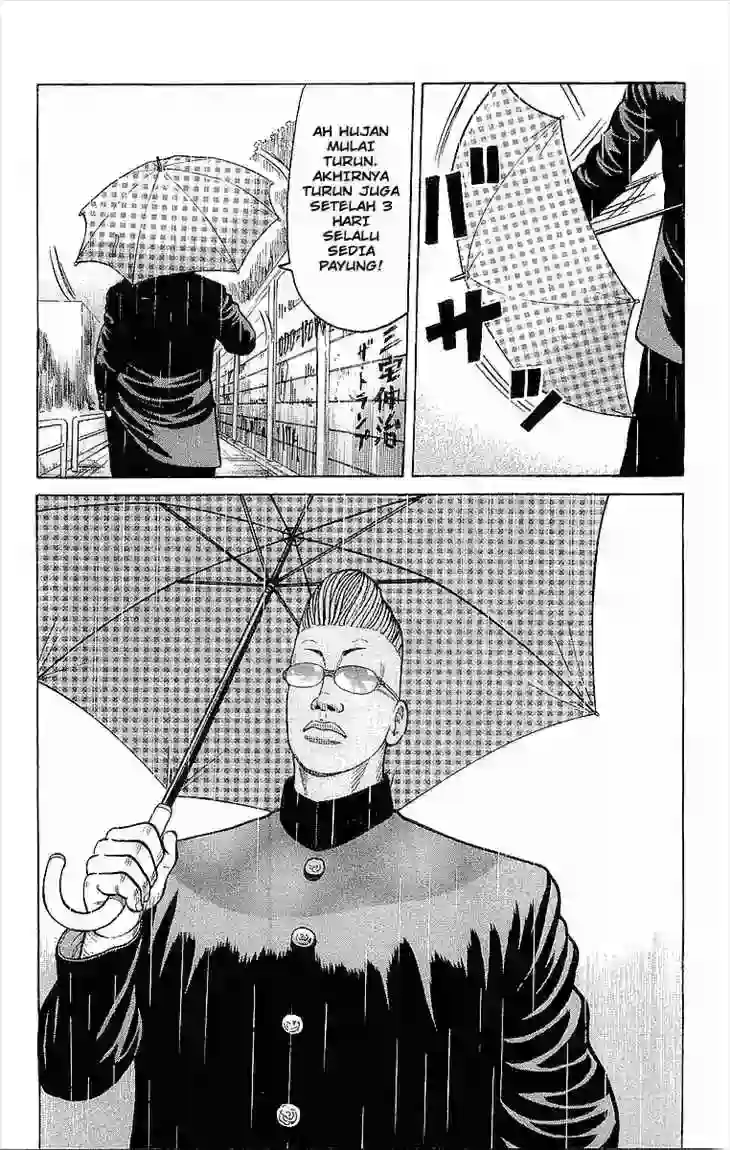 AH HUJAN
MULAI
TURUN.
AKHIRNYA
TURUN JUGA
SETELAH 3
HARI
SELALU
SEDIA
PAYUNG!
バサッ
三宅伸治
ザ・トランプ